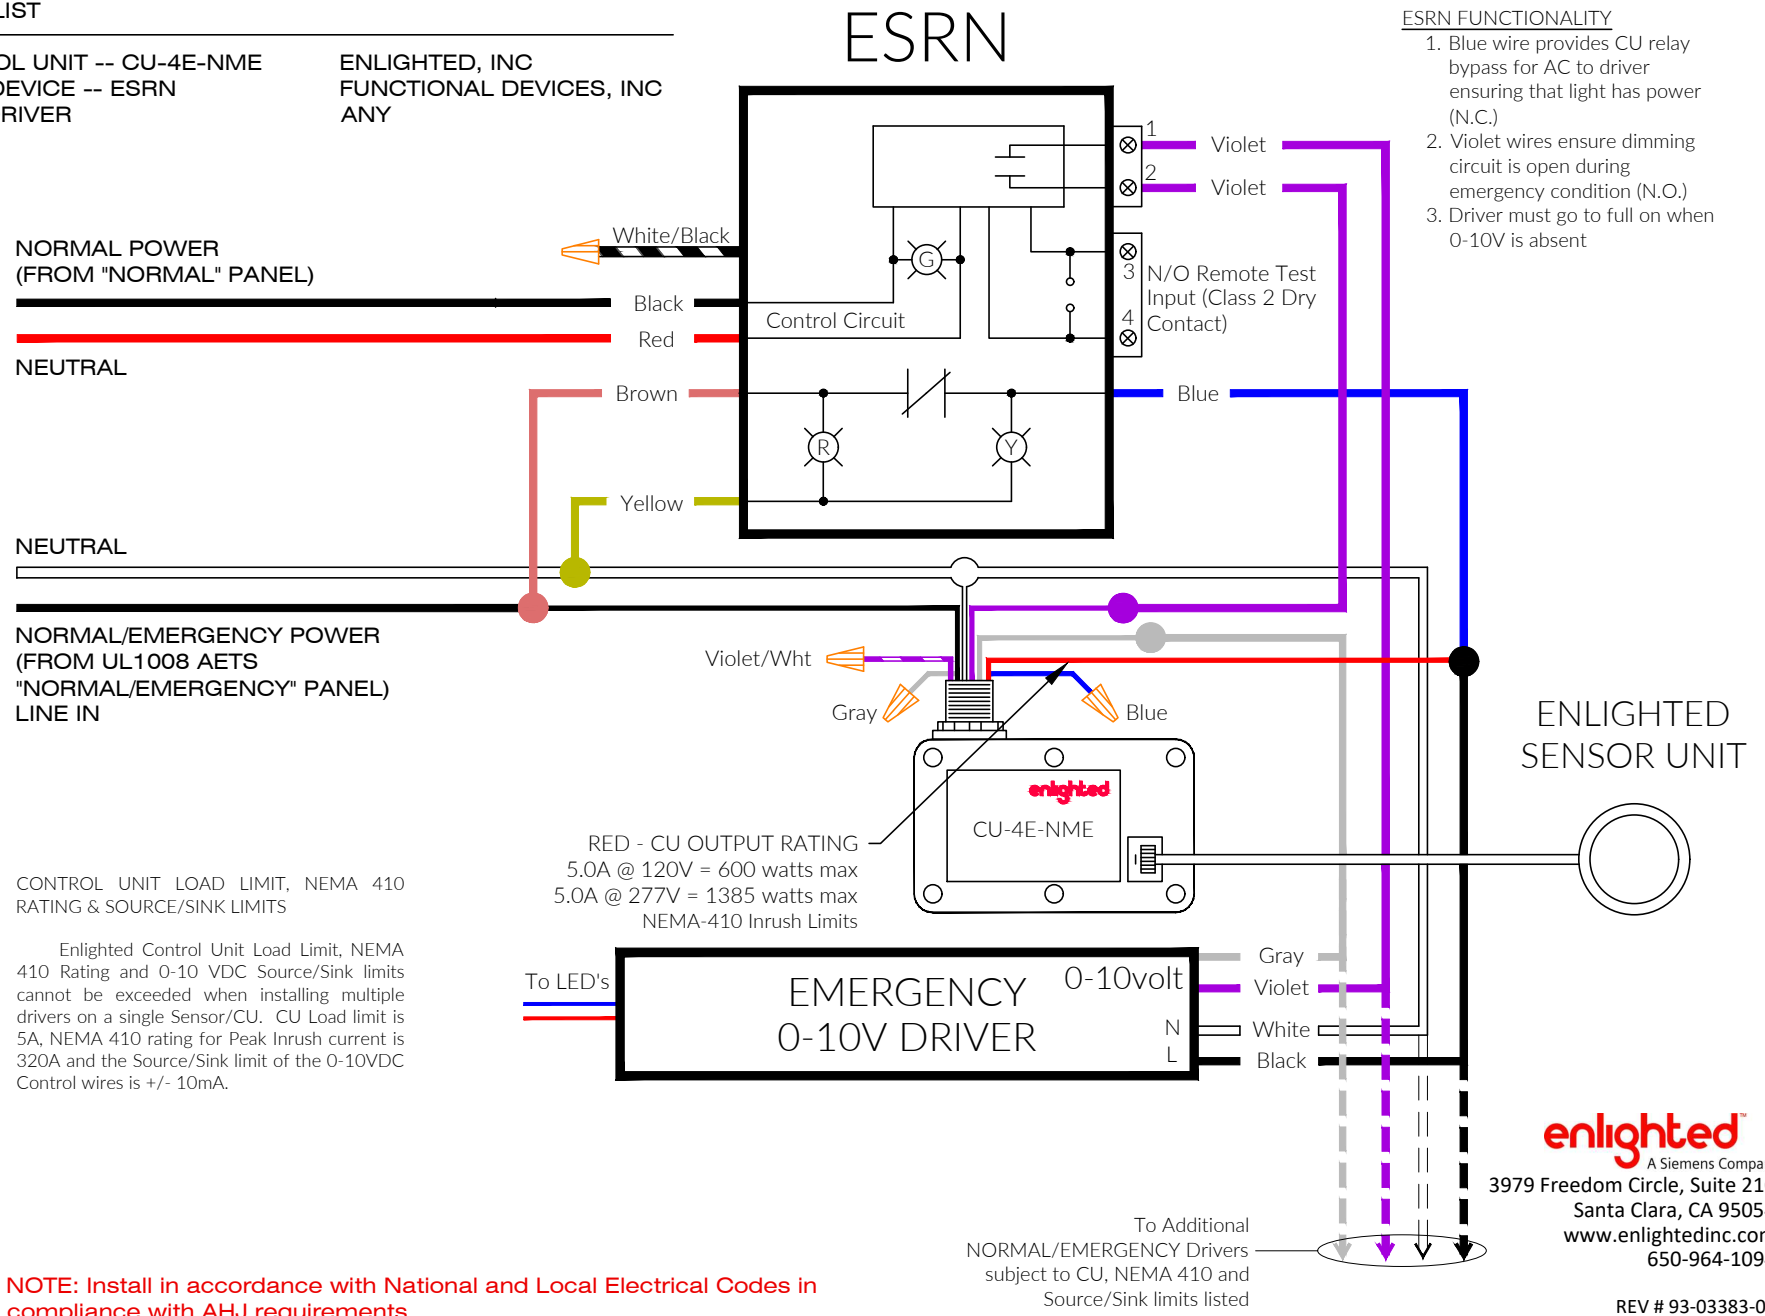 LIST
OL UNIT -- CU-4E-NME
ENLIGHTED, INC
DEVICE -- ESRN
FUNCTIONAL DEVICES, INC
RIVER
ANY
ESRN
ESRN FUNCTIONALITY
1. Blue wire provides CU relay
bypass for AC to driver
ensuring that light has power
(N.C.)
2. Violet wires ensure dimming
circuit is open during
emergency condition (N.O.)
3. Driver must go to full on when
0-10V is absent
1
Violet
2
Violet
White/Black
NORMAL POWER
(FROM "NORMAL" PANEL)
Black
Red
NEUTRAL
G
Control Circuit
3
4
N/O Remote Test
Input (Class 2 Dry
Contact)
Brown
Blue
R
Y
Yellow
NEUTRAL
NORMAL/EMERGENCY POWER
(FROM UL1008 AETS
"NORMAL/EMERGENCY" PANEL)
LINE IN
Violet/Wht
Gray
Blue
ENLIGHTED
SENSOR UNIT
enlighted
CU-4E-NME
RED - CU OUTPUT RATING
5.0A @ 120V = 600 watts max
5.0A @ 277V = 1385 watts max
NEMA-410 Inrush Limits
CONTROL UNIT LOAD LIMIT, NEMA 410
RATING & SOURCE/SINK LIMITS
Enlighted Control Unit Load Limit, NEMA
410 Rating and 0-10 VDC Source/Sink limits
cannot be exceeded when installing multiple
drivers on a single Sensor/CU. CU Load limit is
5A, NEMA 410 rating for Peak Inrush current is
320A and the Source/Sink limit of the 0-10VDC
Control wires is +/- 10mA.
To LED's
EMERGENCY
0-10V DRIVER
0-10volt
N
L
Gray
Violet
White
Black
enlighted™
A Siemens Compa
3979 Freedom Circle, Suite 21
Santa Clara, CA 9505
www.enlightedinc.co
650-964-109
To Additional
NORMAL/EMERGENCY Drivers
subject to CU, NEMA 410 and
Source/Sink limits listed
NOTE: Install in accordance with National and Local Electrical Codes in
compliance with AHJ requirements
REV # 93-03383-0